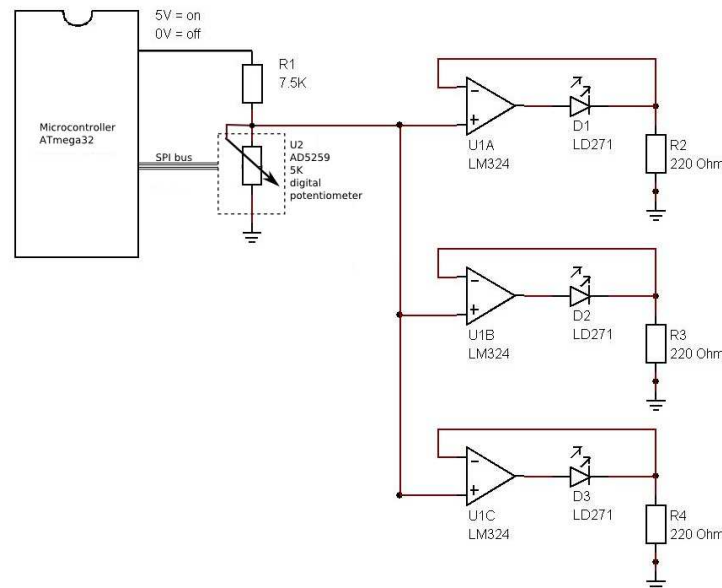 5V = on
0V = off
R1
7.5K
Microcontroller
ATmega32
SPI bus
U2
AD5259
5K
digital
potentiometer
U1A
LM324
D1
LD271
R2
220 Ohm
U1B
LM324
D2
LD271
R3
220 Ohm
U1C
LM324
D3
LD271
R4
220 Ohm